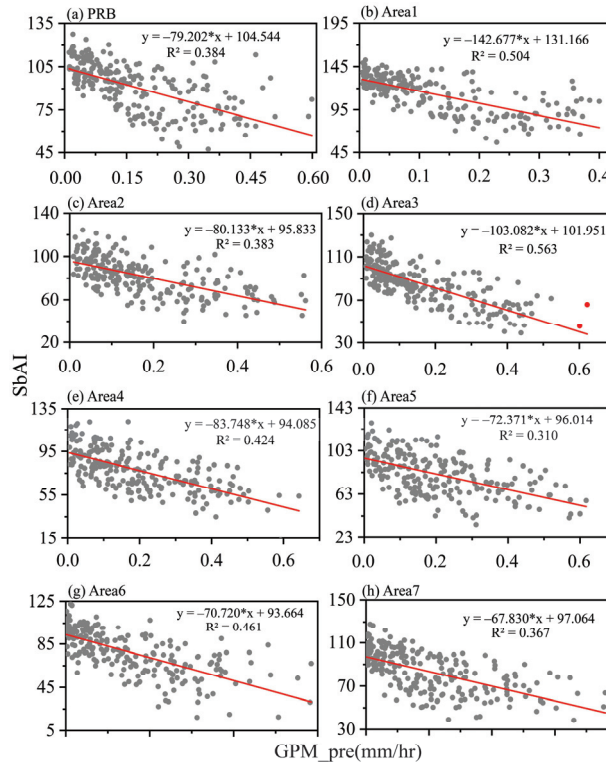 (a) PRB
y = –79.202*x + 104.544
R² = 0.384
135
105
75
45
0.00 0.15 0.30 0.45 0.60
(b) Area1
y = –142.677*x + 131.166
R² = 0.504
195
145
95
45
0.0 0.1 0.2 0.3 0.4
(c) Area2
y = –80.133*x + 95.833
R² = 0.383
140
100
60
20
0.0 0.2 0.4 0.6
(d) Area3
y – –103.082*x + 101.951
R² = 0.563
150
110
70
30
0.0 0.2 0.4 0.6
(e) Area4
y = –83.748*x + 94.085
R² – 0.424
135
95
55
15
0.0 0.2 0.4 0.6
(f) Area5
y = –72.371*x + 96.014
R² = 0.310
143
103
63
23
0.0 0.2 0.4 0.6
(g) Area6
y = –70.720*x + 93.664
R² – 0.461
125
85
45
5
(h) Area7
y = –67.830*x + 97.064
R² = 0.367
150
110
70
30
SbAI
GPM_pre(mm/hr)